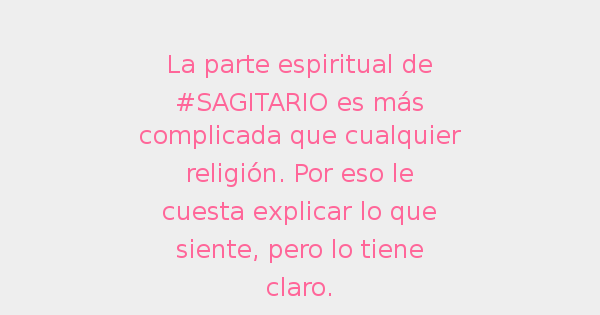 La parte espiritual de
#SAGITARIO es más
complicada que cualquier
religión. Por eso le
cuesta explicar lo que
siente, pero lo tiene
claro.